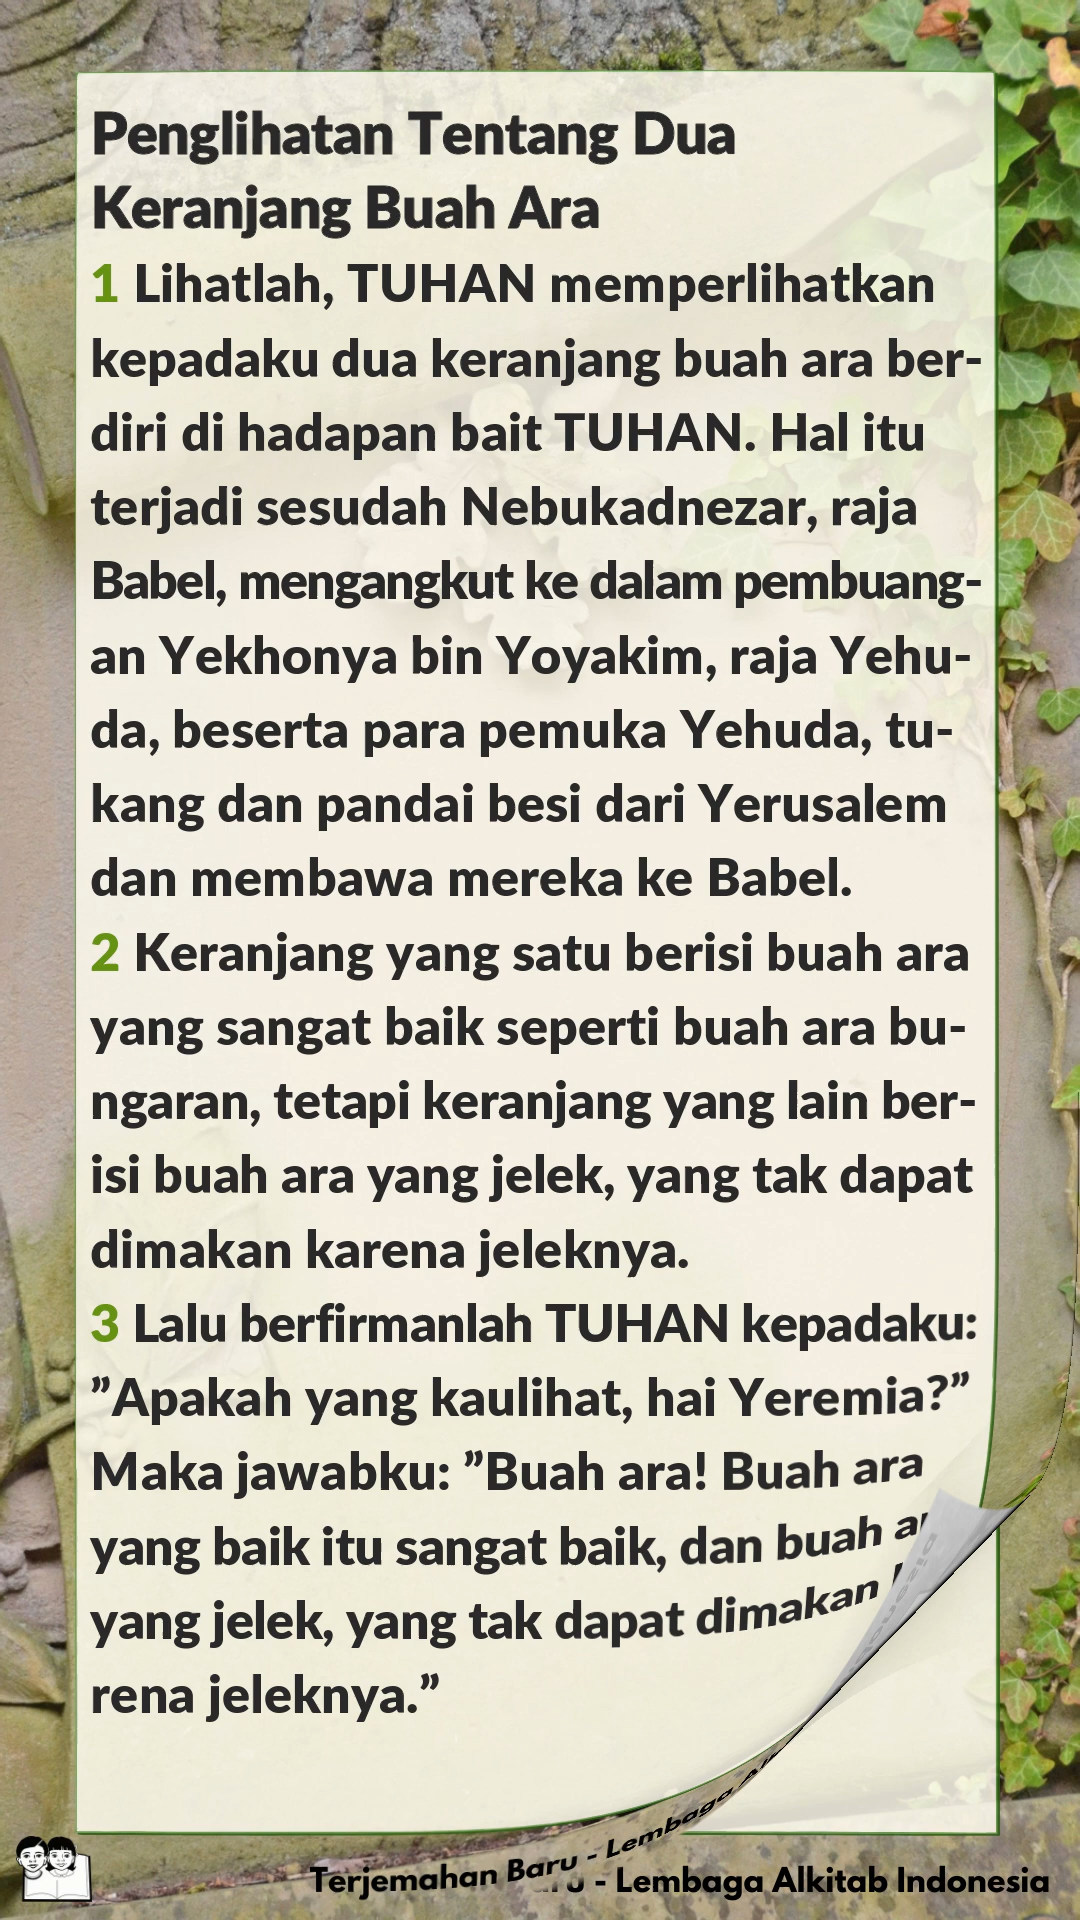 Penglihatan Tentang Dua
Keranjang Buah Ara
1 Lihatlah, TUHAN memperlihatkan
kepadaku dua keranjang buah ara ber-
diri di hadapan bait TUHAN. Hal itu
terjadi sesudah Nebukadnezar, raja
Babel, mengangkut ke dalam pembuang-
an Yekhonya bin Yoyakim, raja Yehu-
da, beserta para pemuka Yehuda, tu-
kang dan pandai besi dari Yerusalem
dan membawa mereka ke Babel.
2 Keranjang yang satu berisi buah ara
yang sangat baik seperti buah ara bu-
ngaran, tetapi keranjang yang lain ber-
isi buah ara yang jelek, yang tak dapat
dimakan karena jeleknya.
3 Lalu berfirmanlah TUHAN kepadaku:
”Apakah yang kaulihat, hai Yeremia?”
Maka jawabku: ”Buah ara! Buah ara
yang baik itu sangat baik, dan buah
yang jelek, yang tak dapat dimakan
rena jeleknya.”
Terjemahan Baru - Lembaga
- Lembaga Alkitab Indonesia